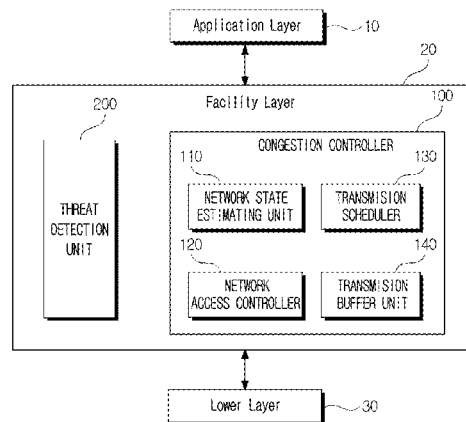 Application Layer
10
20
Facility Layer
200
100
CONGESTION CONTROLLER
THREAT
DETECTION
UNIT
110
NETWORK STATE
ESTIMATING UNIT
130
TRANSMISION
SCHEDULER
120
NETWORK
ACCESS CONTROLLER
140
TRANSMISION
BUFFER UNIT
Lower Layer
30